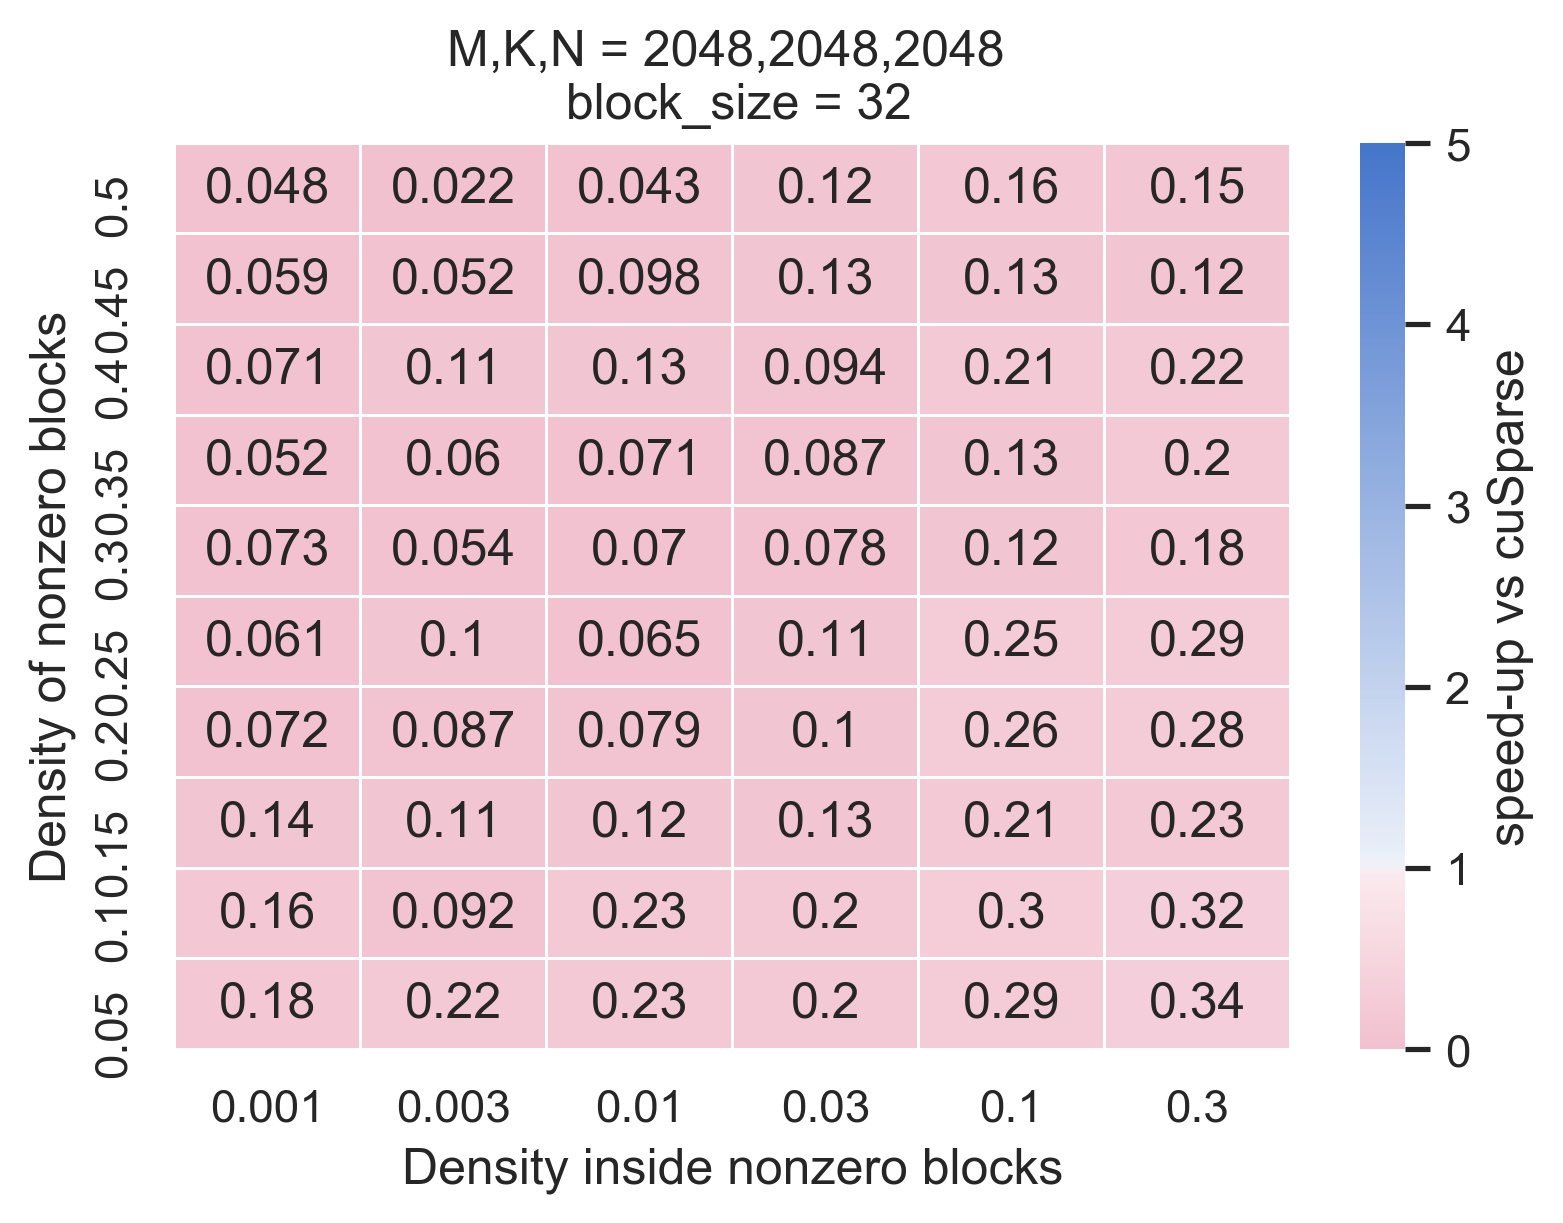 M,K,N = 2048,2048,2048
block_size = 32
Density of nonzero blocks
0.5 0.048 0.022 0.043 0.12 0.16 0.15
0.45 0.059 0.052 0.098 0.13 0.13 0.12
0.4 0.071 0.11 0.13 0.094 0.21 0.22
0.35 0.052 0.06 0.071 0.087 0.13 0.2
0.3 0.073 0.054 0.07 0.078 0.12 0.18
0.25 0.061 0.1 0.065 0.11 0.25 0.29
0.2 0.072 0.087 0.079 0.1 0.26 0.28
0.15 0.14 0.11 0.12 0.13 0.21 0.23
0.1 0.16 0.092 0.23 0.2 0.3 0.32
0.05 0.18 0.22 0.23 0.2 0.29 0.34
0.001 0.003 0.01 0.03 0.1 0.3
Density inside nonzero blocks
5
4
3
2
1
0
speed-up vs cuSparse